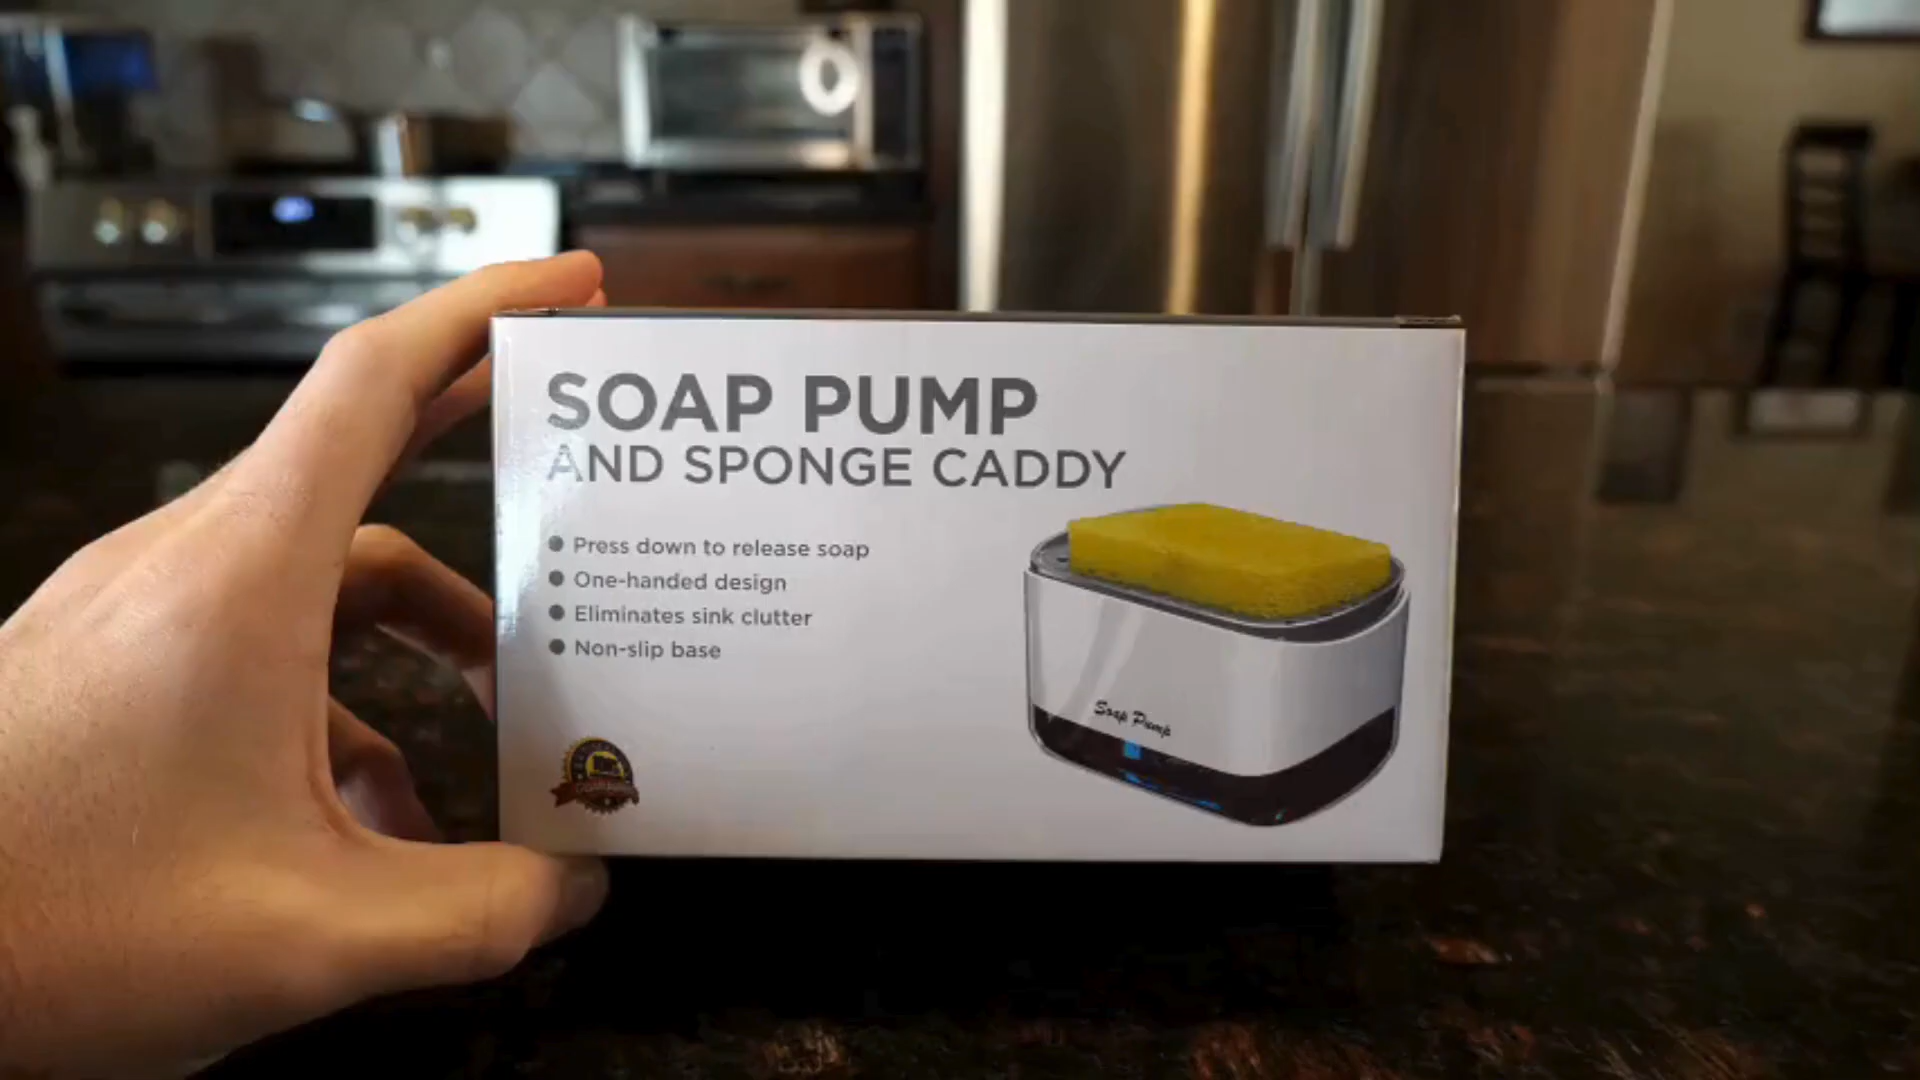 SOAP PUMP
AND SPONGE CADDY
Press down to release soap
One-handed design
Eliminates sink clutter
Non-slip base
Soap Pump